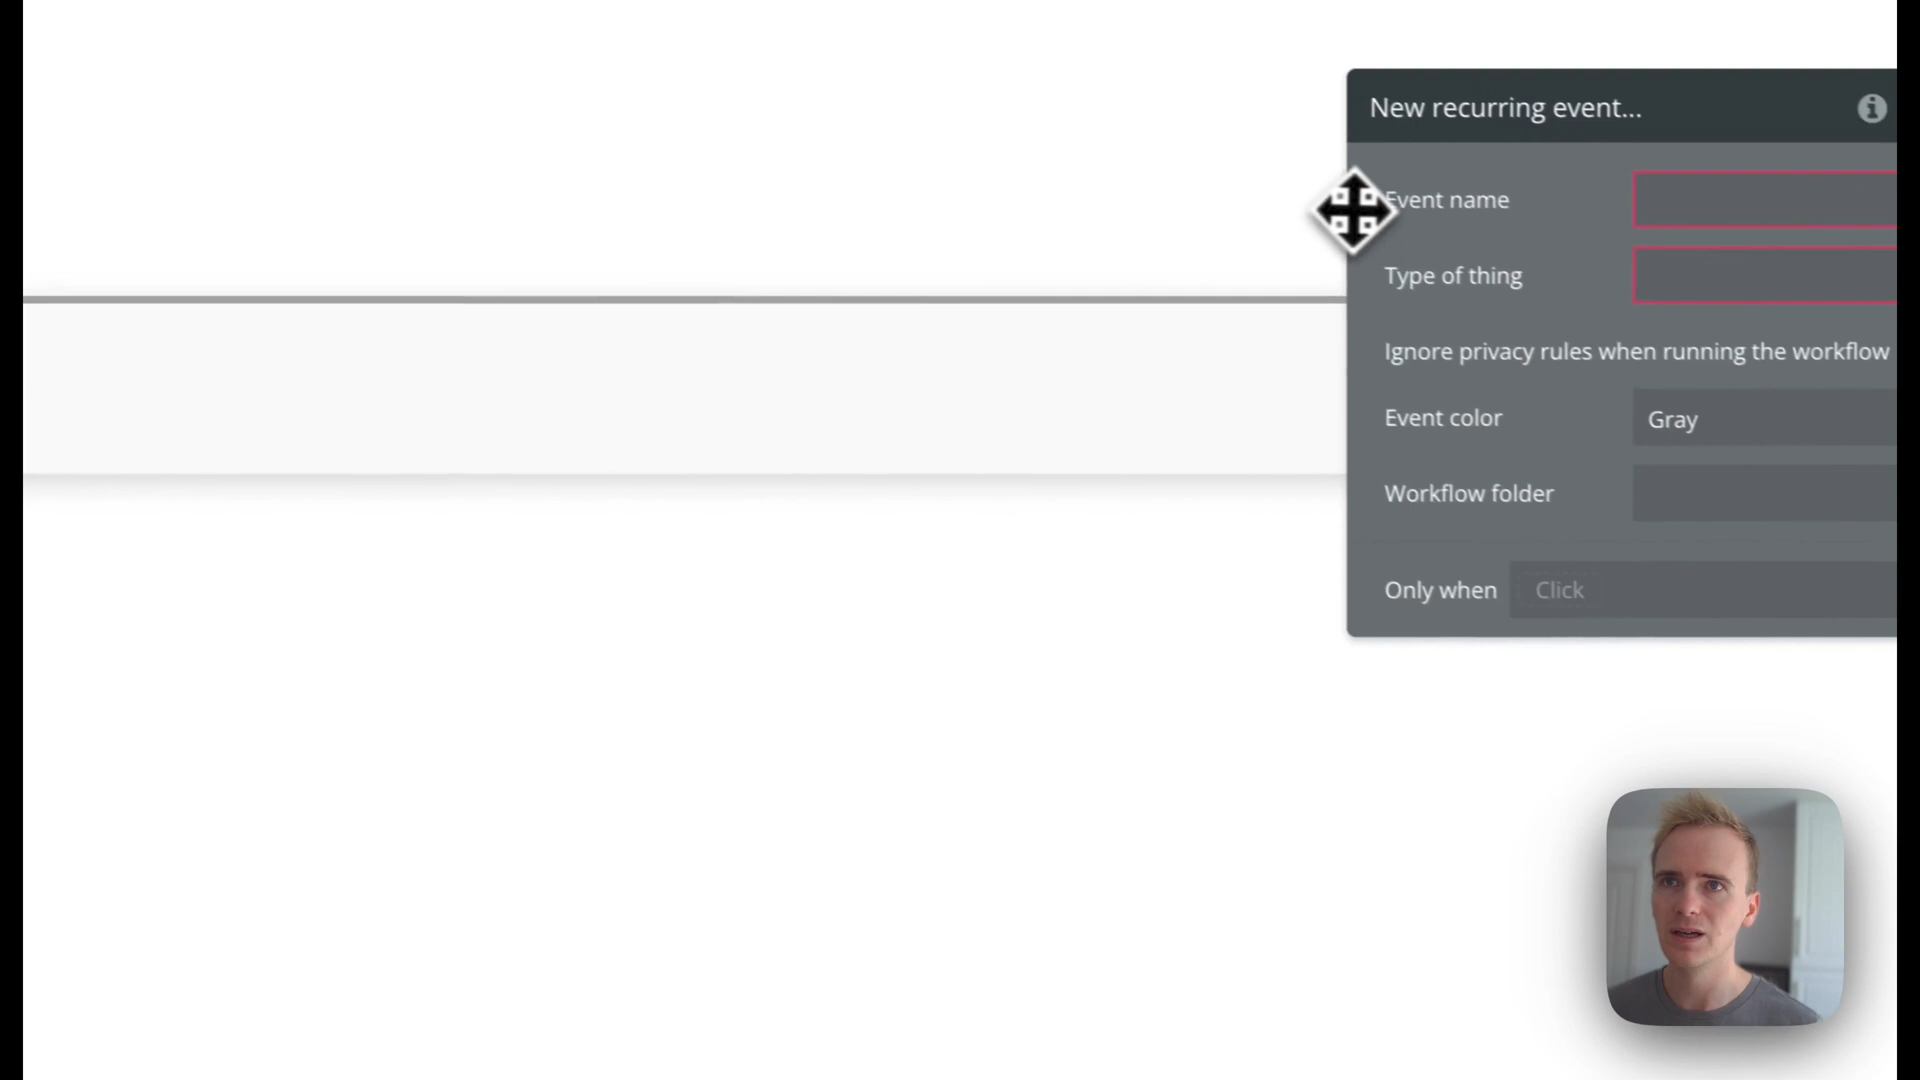 New recurring event...
Event name
Type of thing
Ignore privacy rules when running the workflow
Event color
Gray
Workflow folder
Only when
Click